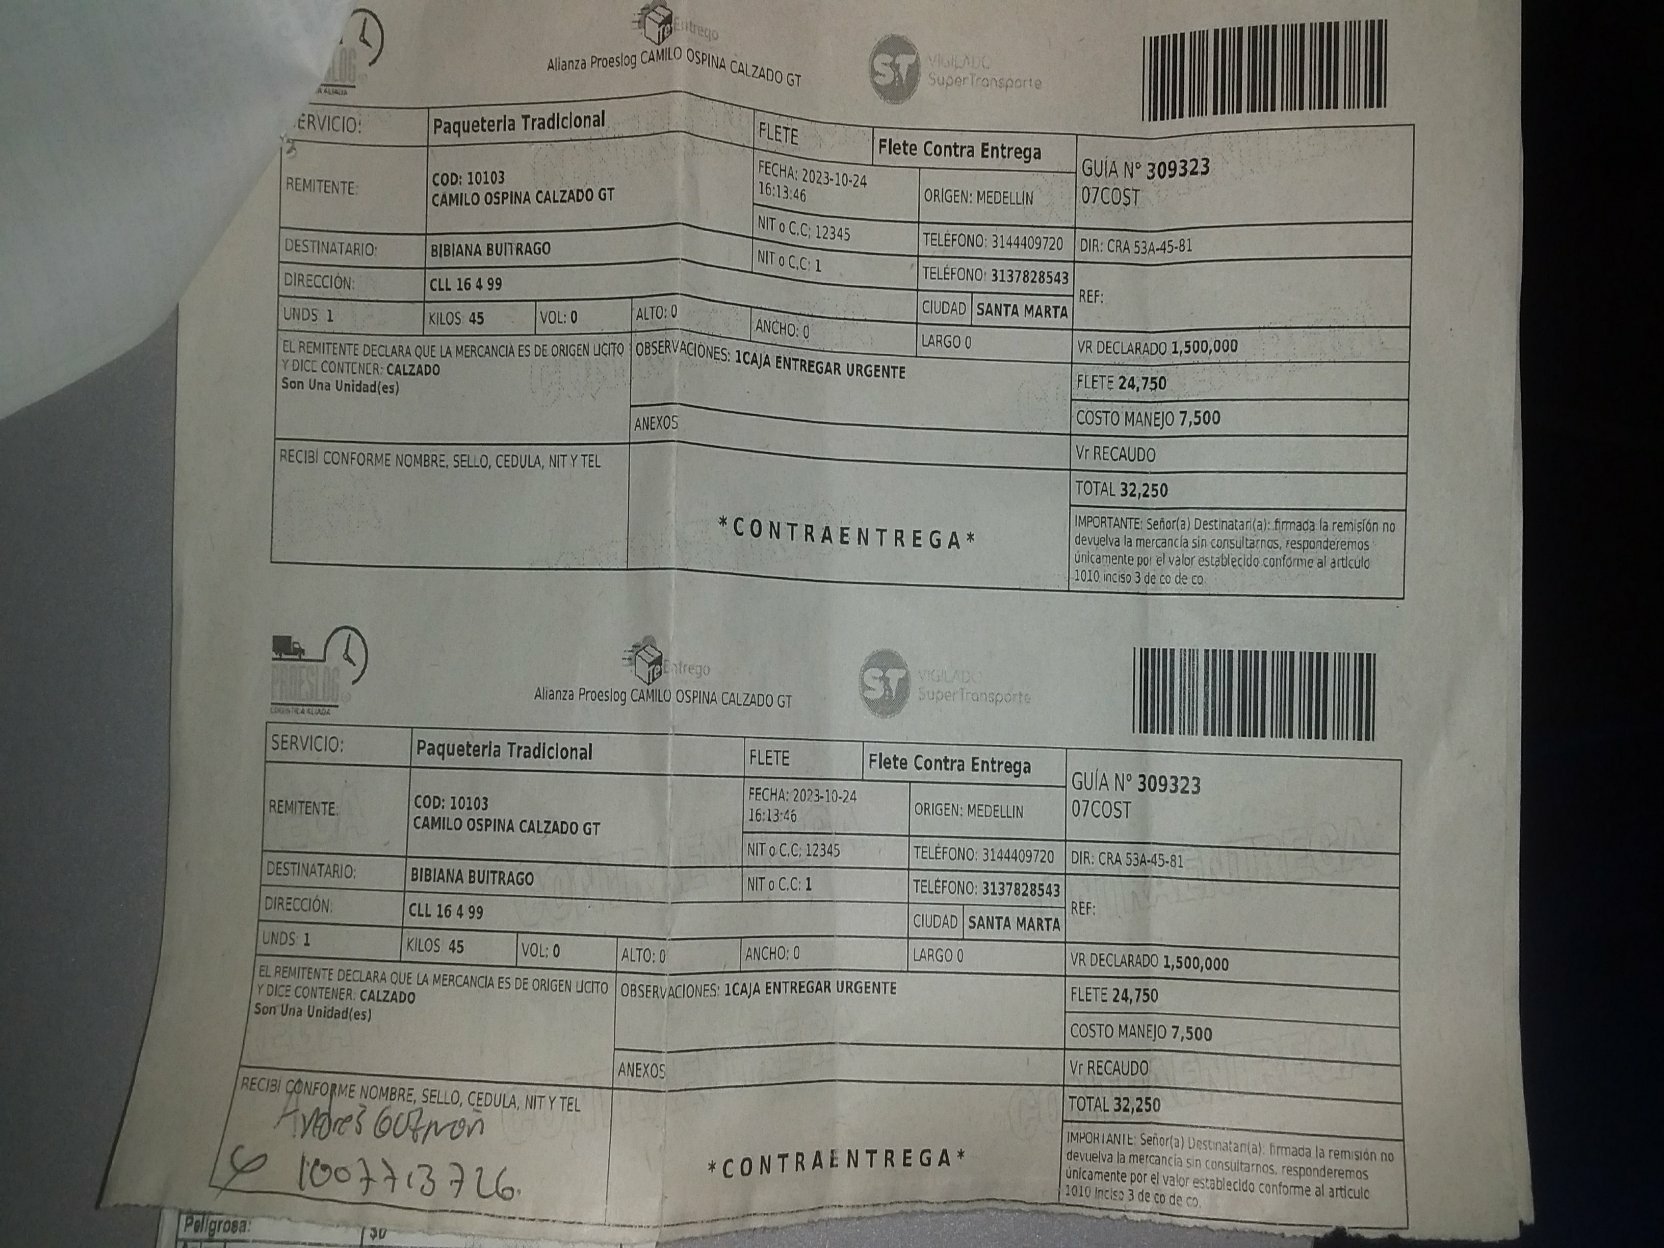 Entrego
Alianza Proeslog CAMILO OSPINA CALZADO GT
ST VIGILADO
SuperTransporte
ERVICIO: Paqueteria Tradicional FLETE Flete Contra Entrega
GUÍA Nº 309323
07COST
REMITENTE: COD: 10103
CAMILO OSPINA CALZADO GT
FECHA: 2023-10-24
16:13:46
ORÍGEN: MEDELLIN
NIT o C.C: 12345 TELÉFONO: 3144409720 DIR: CRA 53A-45-81
DESTINATARIO: BIBIANA BUITRAGO NIT o C.C: 1 TELÉFONO: 3137828543
REF:
DIRECCIÓN: CLL 16 4 99 CIUDAD SANTA MARTA
UNDS: 1 KILOS: 45 VOL: 0 ALTO: 0 ANCHO: 0 LARGO 0 VR DECLARADO 1,500,000
EL REMITENTE DECLARA QUE LA MERCANCIA ES DE ORIGEN LICITO
Y DICE CONTENER: CALZADO
Son Una Unidad(es)
OBSERVACIONES: 1CAJA ENTREGAR URGENTE
FLETE 24,750
COSTO MANEJO 7,500
ANEXOS
Vr RECAUDO
RECIBÍ CONFORME NOMBRE, SELLO, CEDULA, NIT Y TEL
TOTAL 32,250
*CONTRAENTREGA*
IMPORTANTE: Señor(a) Destinatari(a): firmada la remisión no
devuelva la mercancía sin consultarnos, responderemos
únicamente por el valor establecido conforme al articulo
1010 inciso 3 de co de co
PROESLOG
Entrego
Alianza Proeslog CAMILO OSPINA CALZADO GT
ST VIGILADO
SuperTransporte
SERVICIO: Paqueteria Tradicional FLETE Flete Contra Entrega
GUÍA Nº 309323
07COST
REMITENTE: COD: 10103
CAMILO OSPINA CALZADO GT
FECHA: 2023-10-24
16:13:46
ORIGEN: MEDELLIN
NIT o C.C: 12345 TELÉFONO: 3144409720 DIR: CRA 53A-45-81
DESTINATARIO: BIBIANA BUITRAGO NIT o C.C: 1 TELÉFONO: 3137828543
REF:
DIRECCIÓN: CLL 16 4 99 CIUDAD SANTA MARTA
UNDS: 1 KILOS: 45 VOL: 0 ALTO: 0 ANCHO: 0 LARGO 0 VR DECLARADO 1,500,000
EL REMITENTE DECLARA QUE LA MERCANCIA ES DE ORIGEN LICITO
Y DICE CONTENER: CALZADO
Son Una Unidad(es)
OBSERVACIONES: 1CAJA ENTREGAR URGENTE
FLETE 24,750
COSTO MANEJO 7,500
ANEXOS
Vr RECAUDO
RECIBÍ CONFORME NOMBRE, SELLO, CEDULA, NIT Y TEL
TOTAL 32,250
Andres Guzman
1007713726.
*CONTRAENTREGA*
IMPORTANTE: Señor(a) Destinatan(a): firmada la remisión no
devuelva la mercancía sin consultarnos, responderemos
únicamente por el valor establecido conforme al articulo
1010 inciso 3 de co de co.
Peligrosa: $0